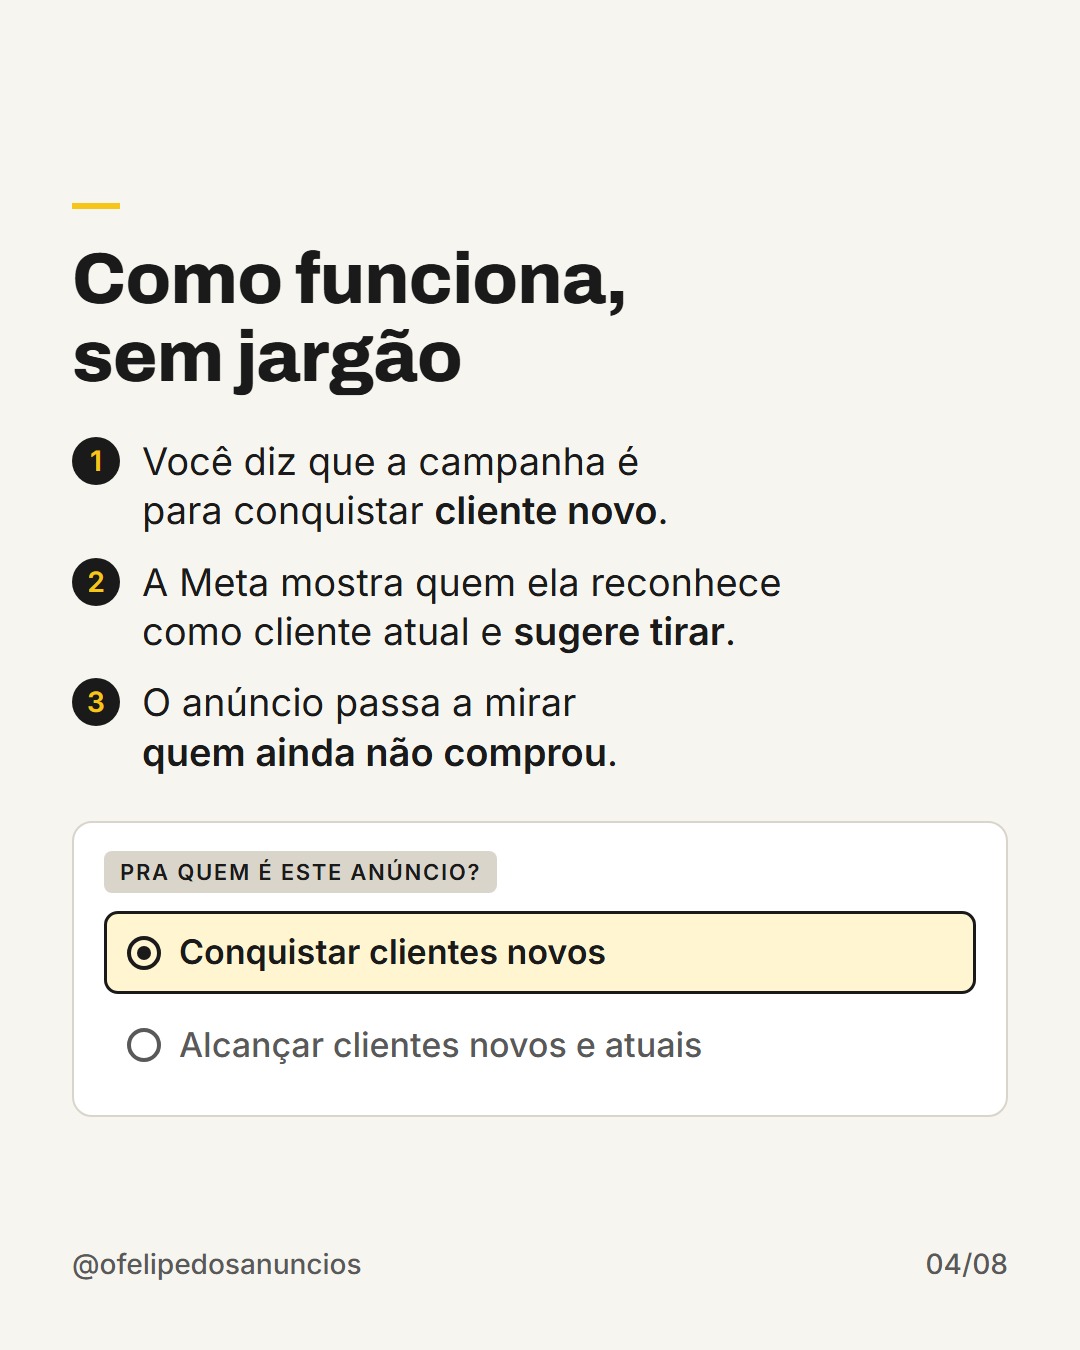 Como funciona,
sem jargão
1 Você diz que a campanha é
para conquistar cliente novo.
2 A Meta mostra quem ela reconhece
como cliente atual e sugere tirar.
3 O anúncio passa a mirar
quem ainda não comprou.
PRA QUEM É ESTE ANÚNCIO?
Conquistar clientes novos
Alcançar clientes novos e atuais
@ofelipedosanuncios
04/08